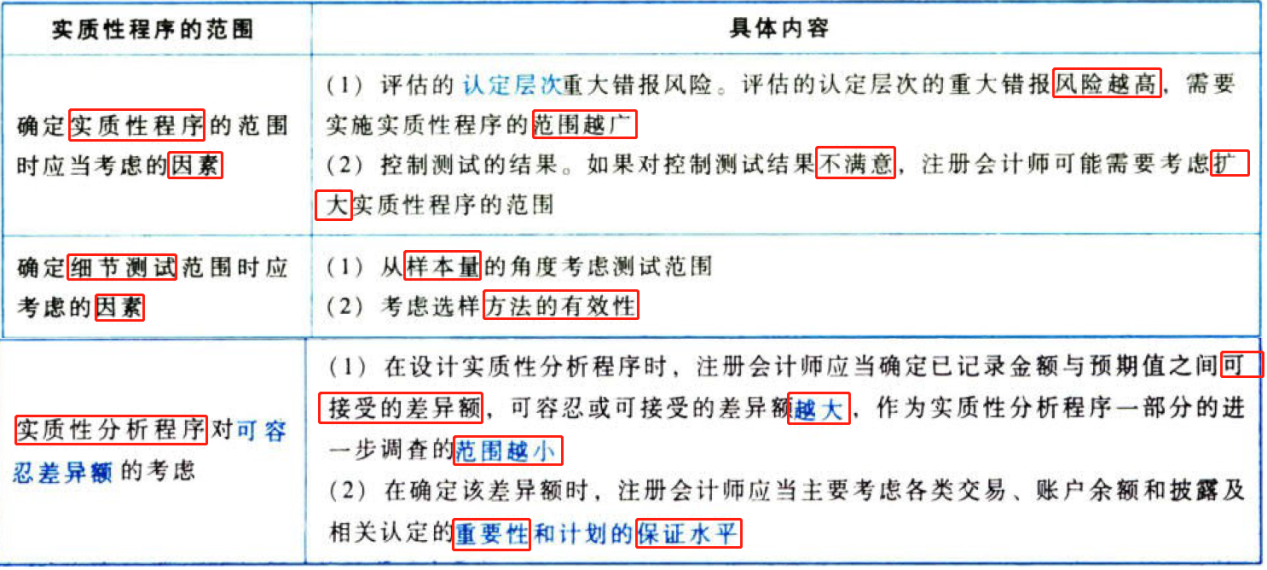 实质性程序的范围
具体内容
确定实质性程序的范围
时应当考虑的因素
(1) 评估的认定层次重大错报风险。评估的认定层次的重大错报风险越高，需要
实施实质性程序的范围越广
(2) 控制测试的结果。如果对控制测试结果不满意，注册会计师可能需要考虑扩
大实质性程序的范围
确定细节测试范围时应
考虑的因素
(1) 从样本量的角度考虑测试范围
(2) 考虑选样方法的有效性
实质性分析程序对可容
忍差异额的考虑
(1) 在设计实质性分析程序时，注册会计师应当确定已记录金额与预期值之间可
接受的差异额，可容忍或可接受的差异额越大，作为实质性分析程序一部分的进
一步调查的范围越小
(2) 在确定该差异额时，注册会计师应当主要考虑各类交易、账户余额和披露及
相关认定的重要性和计划的保证水平